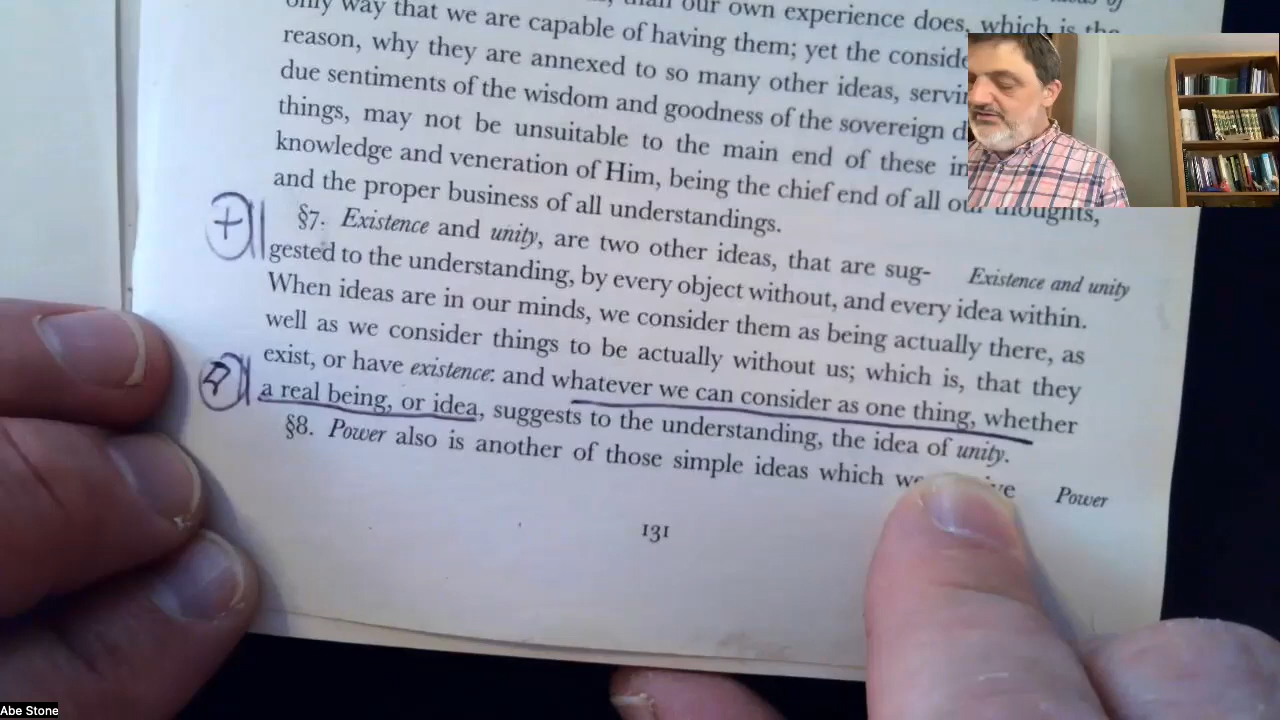 our own experience does, which is the
only way that we are capable of having them; yet the
reason, why they are annexed to so many other ideas,
due sentiments of the wisdom and goodness of the sovereign
things, may not be unsuitable to the main end of these
knowledge and veneration of Him, being the chief end of all our thoughts,
and the proper business of all understandings.
§7. Existence and unity, are two other ideas, that are sug-
Existence and unity
gested to the understanding, by every object without, and every idea within.
When ideas are in our minds, we consider them as being actually there, as
well as we consider things to be actually without us; which is, that they
exist, or have existence: and whatever we can consider as one thing, whether
a real being, or idea, suggests to the understanding, the idea of unity.
§8. Power also is another of those simple ideas which we
Power
131
Abe Stone